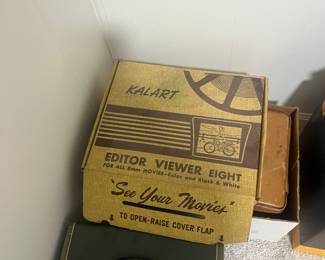 KALART
EDITOR VIEWER EIGHT
FOR ALL 8mm MOVIES-Color and Black & White
"See Your Movies"
TO OPEN-RAISE COVER FLAP